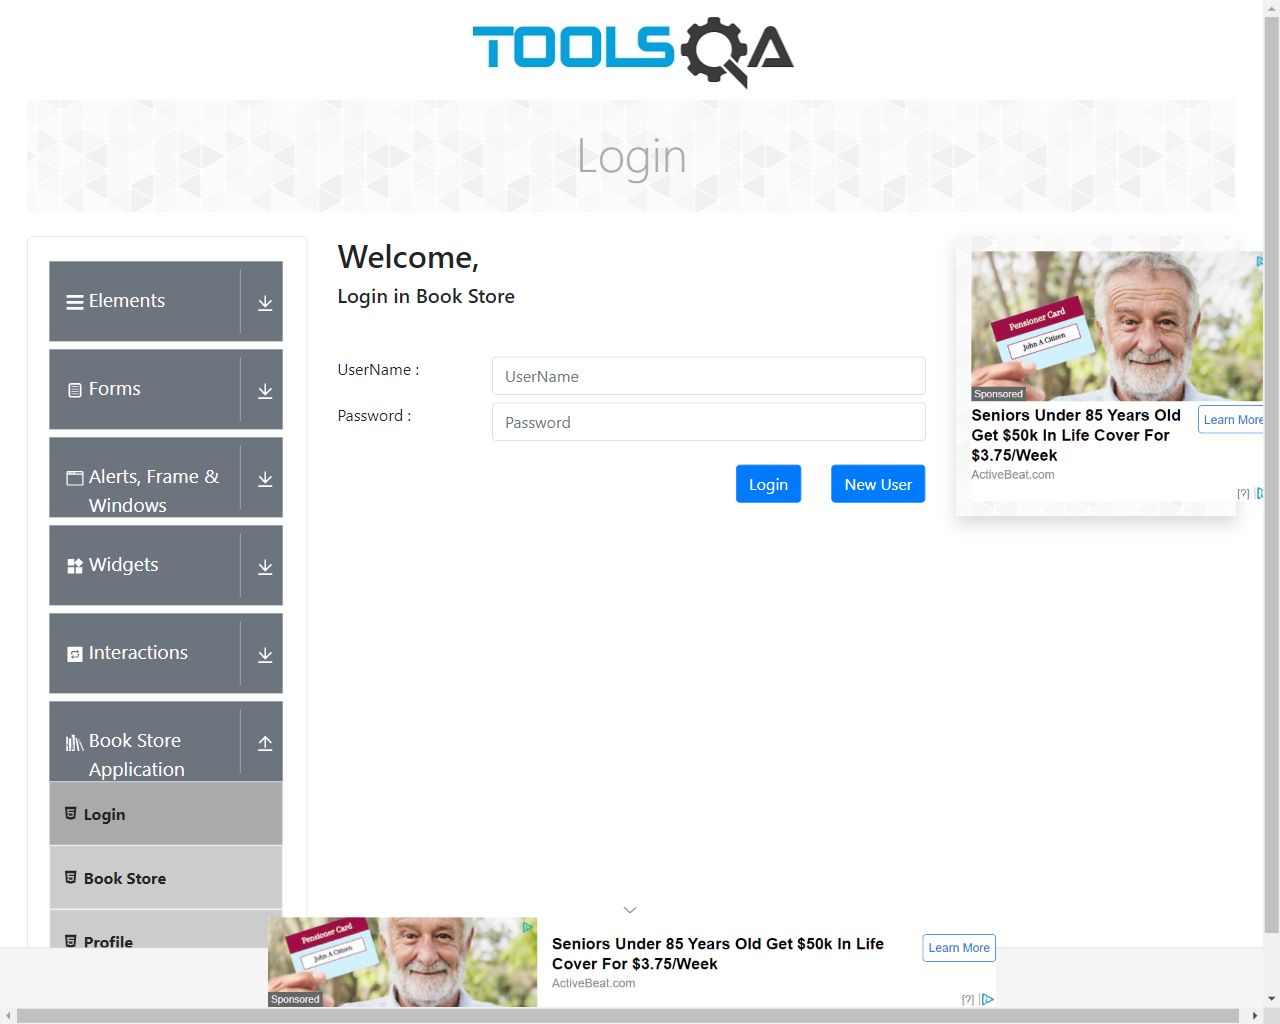 TOOLSQA
Login
Elements
Forms
Alerts, Frame &
Windows
Widgets
Interactions
Book Store
Application
Login
Book Store
Profile
Welcome,
Login in Book Store
UserName :
UserName
Password :
Password
Login
New User
Pensioner Card
John A Citizen
Sponsored
Seniors Under 85 Years Old
Get $50k In Life Cover For
$3.75/Week
Learn More
ActiveBeat.com
[?]
Pensioner Card
John A Citizen
Sponsored
Seniors Under 85 Years Old Get $50k In Life
Cover For $3.75/Week
ActiveBeat.com
Learn More
[?]